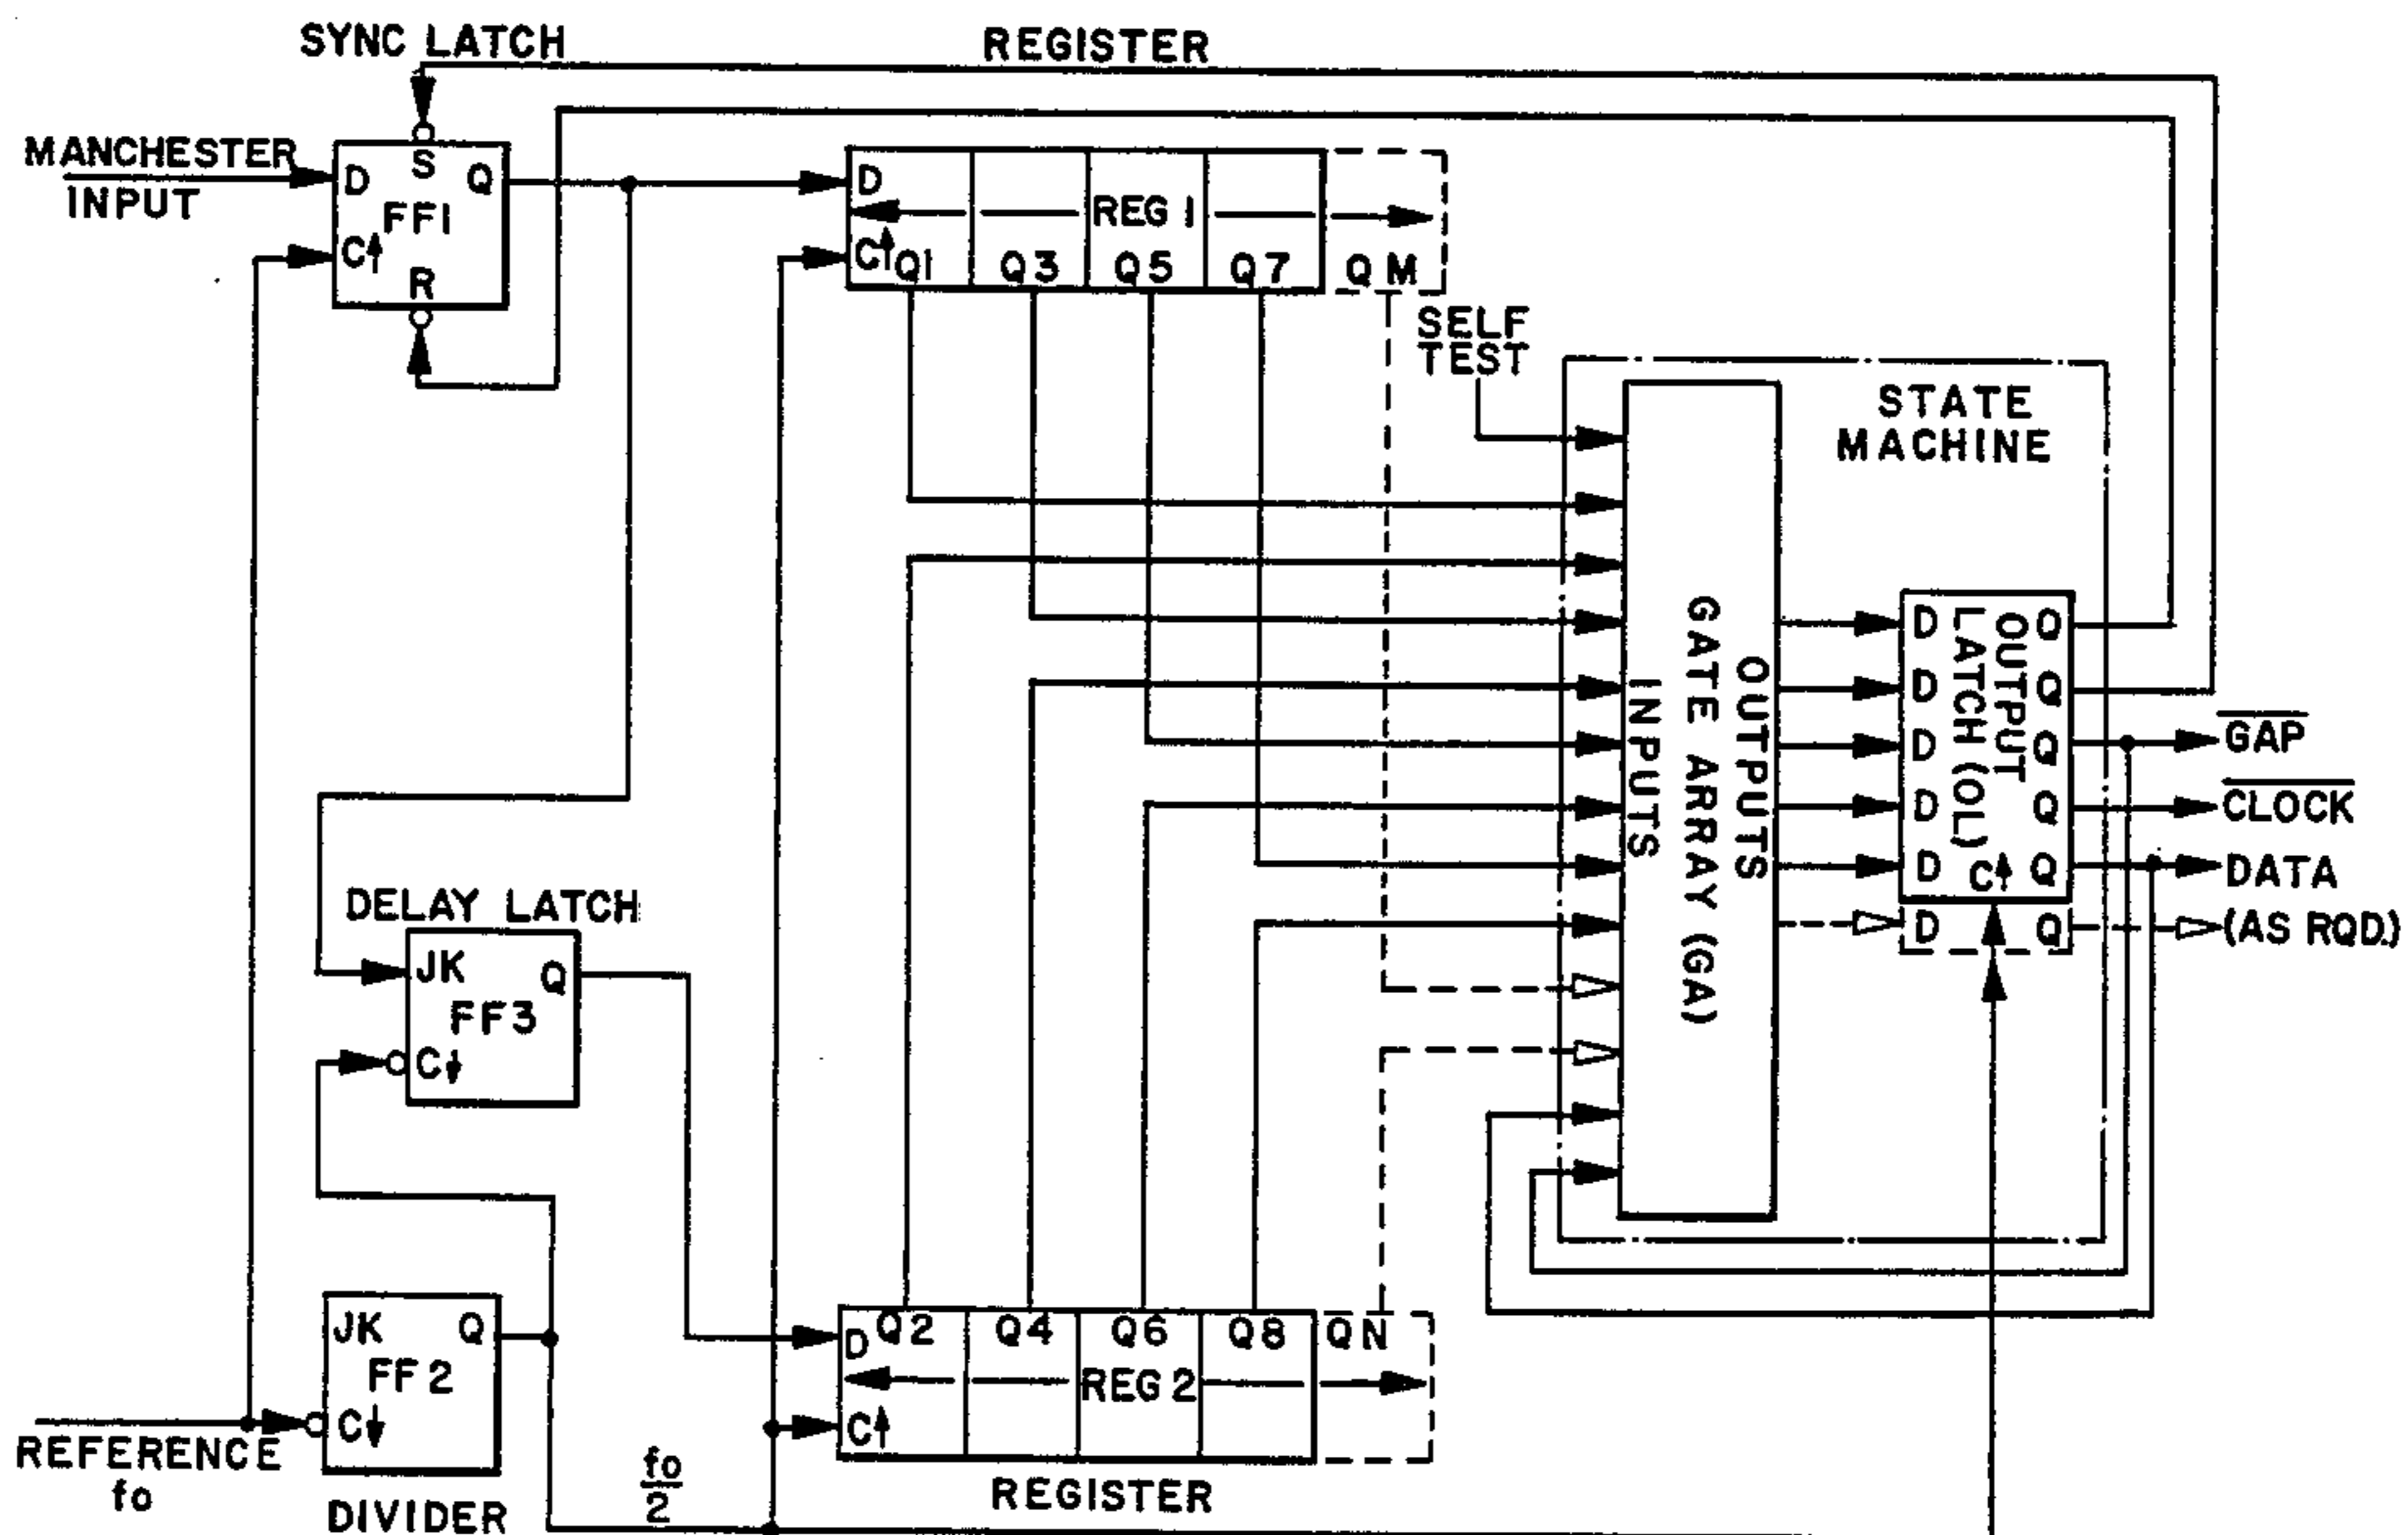 SYNC LATCH
REGISTER
MANCHESTER
INPUT
D
S
Q
FF1
C↑
R
D
REG 1
C↑
Q1
Q3
Q5
Q7
QM
SELF
TEST
STATE
MACHINE
INPUTS
GATE ARRAY (GA)
OUTPUTS
D
Q
D
Q
D
Q
D
Q
D
C↑
Q
D
Q
OUTPUT
LATCH (OL)
GAP
CLOCK
DATA
(AS RQD.)
DELAY LATCH
JK
Q
FF3
C↓
JK
Q
FF2
C↓
REFERENCE
fo
DIVIDER
fo
2
D
Q2
Q4
Q6
Q8
QN
REG 2
C↑
REGISTER